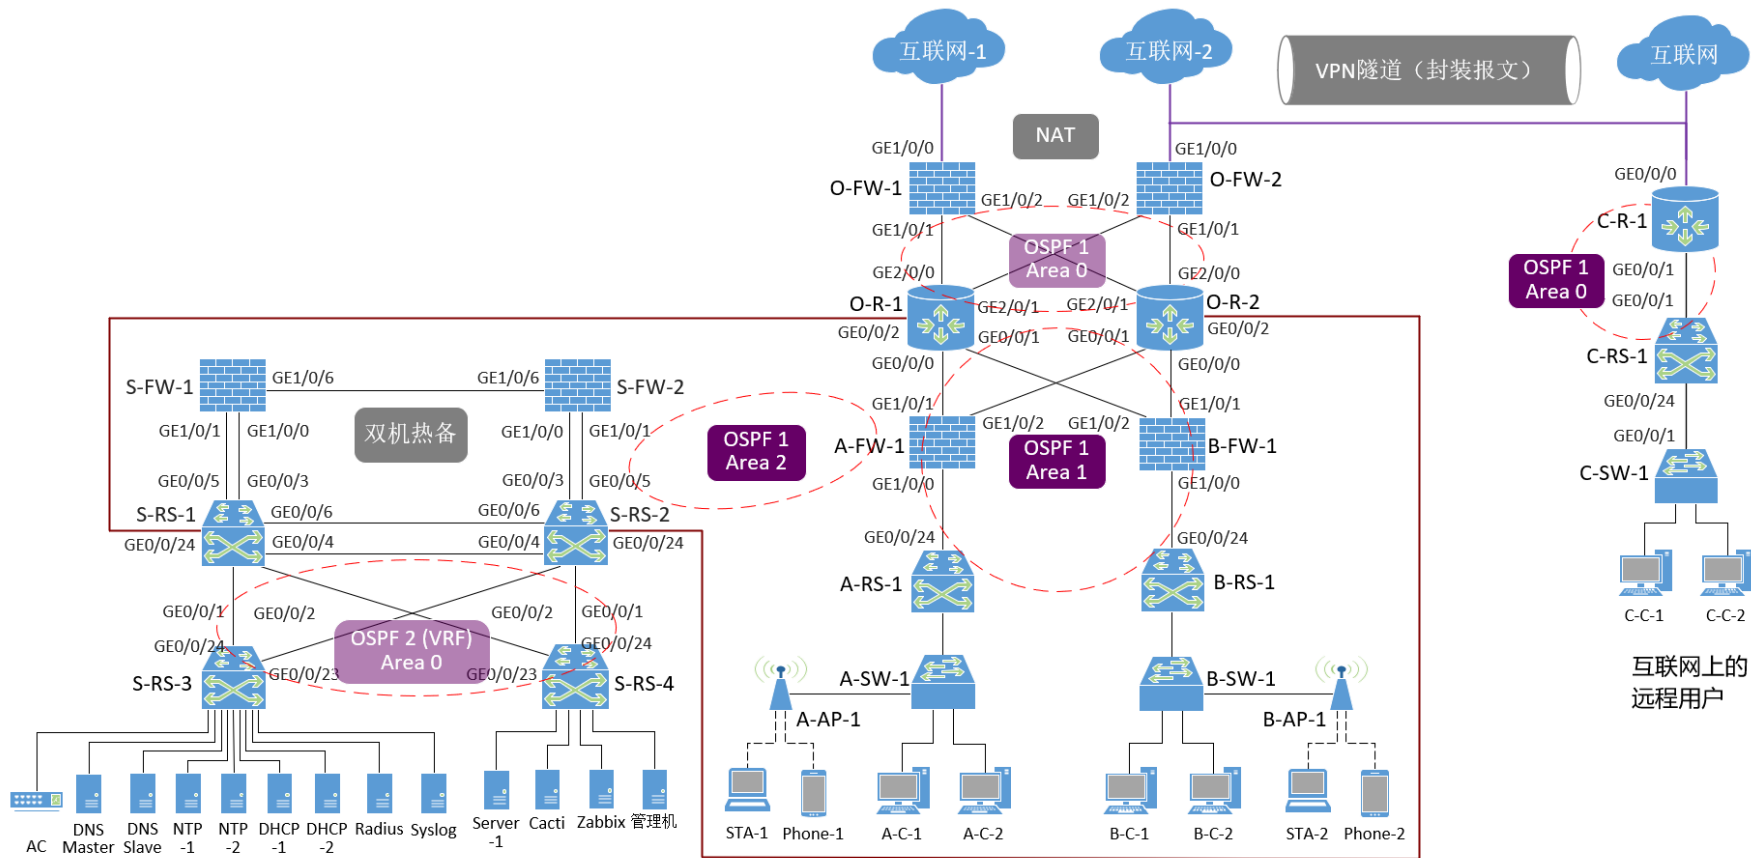 互联网-1
互联网-2
VPN隧道（封装报文）
互联网
NAT
GE1/0/0
GE1/0/0
O-FW-1
O-FW-2
GE1/0/2
GE1/0/2
GE1/0/1
GE1/0/1
OSPF 1
Area 0
GE2/0/0
GE2/0/0
O-R-1
O-R-2
GE2/0/1
GE2/0/1
GE0/0/2
GE0/0/2
GE0/0/1
GE0/0/1
GE0/0/0
GE0/0/0
GE0/0/0
C-R-1
OSPF 1
Area 0
GE0/0/1
GE0/0/1
C-RS-1
GE0/0/24
GE0/0/1
C-SW-1
C-C-1
C-C-2
互联网上的
远程用户
S-FW-1
GE1/0/6
GE1/0/6
S-FW-2
GE1/0/1
GE1/0/0
双机热备
GE1/0/0
GE1/0/1
GE0/0/5
GE0/0/3
GE0/0/3
GE0/0/5
S-RS-1
GE0/0/6
GE0/0/6
S-RS-2
GE0/0/24
GE0/0/4
GE0/0/4
GE0/0/24
OSPF 1
Area 2
GE1/0/1
GE1/0/1
GE1/0/2
GE1/0/2
A-FW-1
OSPF 1
Area 1
B-FW-1
GE1/0/0
GE1/0/0
GE0/0/24
GE0/0/24
A-RS-1
B-RS-1
GE0/0/1
GE0/0/2
GE0/0/2
GE0/0/1
OSPF 2 (VRF)
Area 0
GE0/0/24
GE0/0/24
GE0/0/23
GE0/0/23
S-RS-3
S-RS-4
A-SW-1
B-SW-1
A-AP-1
B-AP-1
AC
DNS
Master
DNS
Slave
NTP
-1
NTP
-2
DHCP
-1
DHCP
-2
Radius
Syslog
Server
-1
Cacti
Zabbix
管理机
STA-1
Phone-1
A-C-1
A-C-2
B-C-1
B-C-2
STA-2
Phone-2